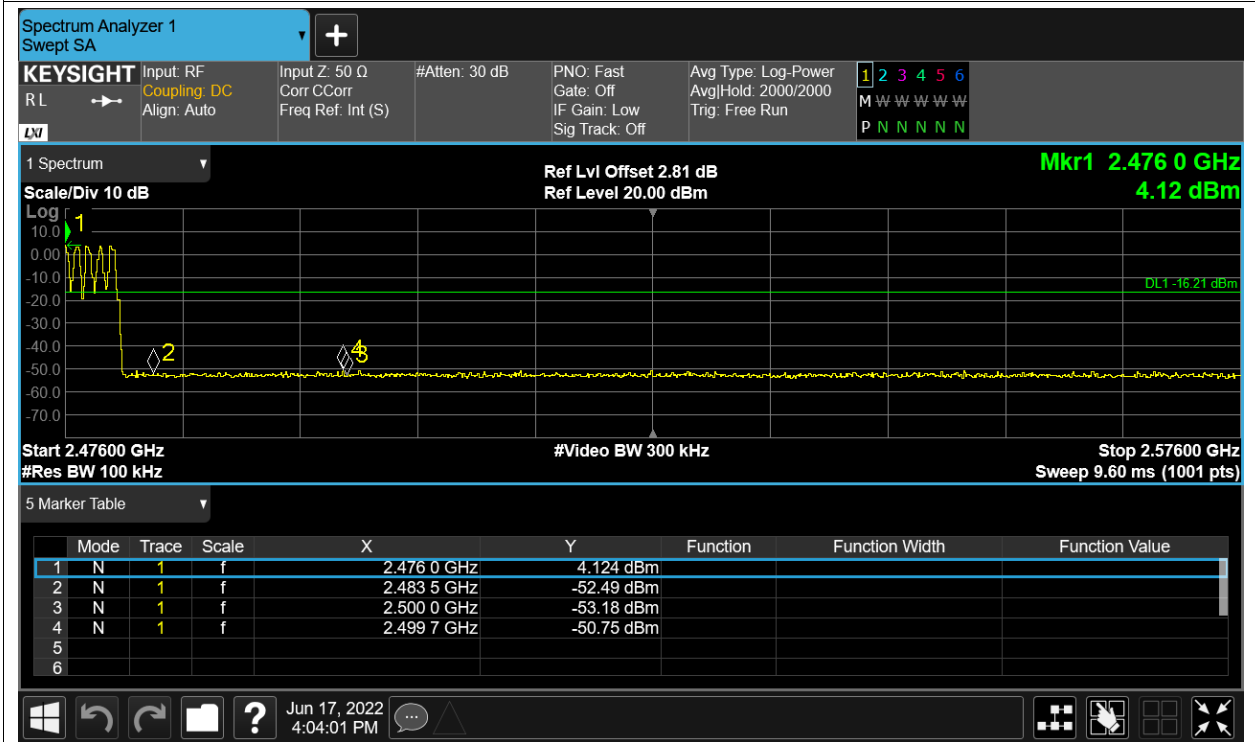 Spectrum Analyzer 1
Swept SA
+
KEYSIGHT
R L
LXI
Input: RF
Coupling: DC
Align: Auto
Input Z: 50 Ω
Corr CCorr
Freq Ref: Int (S)
#Atten: 30 dB
PNO: Fast
Gate: Off
IF Gain: Low
Sig Track: Off
Avg Type: Log-Power
Avg|Hold: 2000/2000
Trig: Free Run
1 2 3 4 5 6
M W W W W W
P N N N N N
1 Spectrum
Scale/Div 10 dB
Ref Lvl Offset 2.81 dB
Ref Level 20.00 dBm
Mkr1 2.476 0 GHz
4.12 dBm
Log
1
10.0
0.00
-10.0
DL1 -16.21 dBm
-20.0
-30.0
-40.0
2
4
3
-50.0
-60.0
-70.0
Start 2.47600 GHz
#Video BW 300 kHz
Stop 2.57600 GHz
#Res BW 100 kHz
Sweep 9.60 ms (1001 pts)
5 Marker Table
Mode Trace Scale X Y Function Function Width Function Value
1 N 1 f 2.476 0 GHz 4.124 dBm
2 N 1 f 2.483 5 GHz -52.49 dBm
3 N 1 f 2.500 0 GHz -53.18 dBm
4 N 1 f 2.499 7 GHz -50.75 dBm
5
6
?
Jun 17, 2022
4:04:01 PM